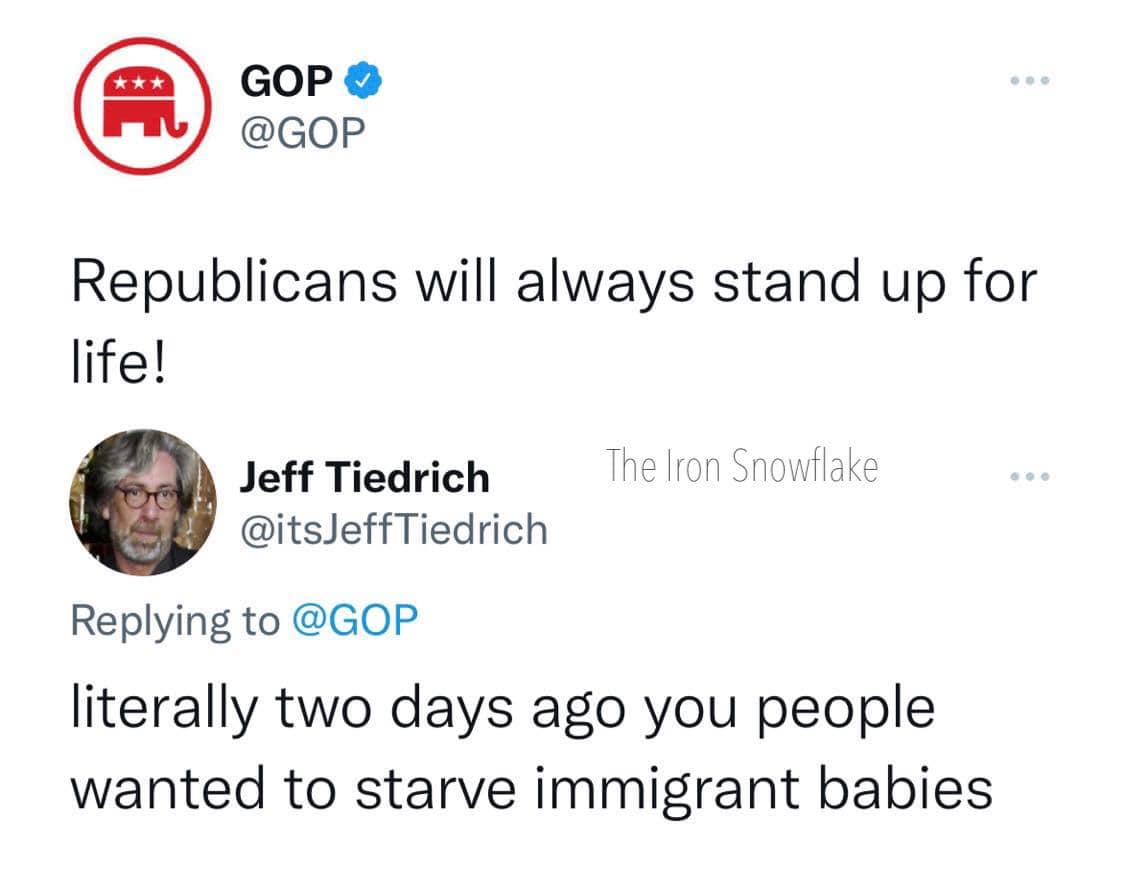 GOP
@GOP
Republicans will always stand up for
life!
Jeff Tiedrich
The Iron Snowflake
@itsJeffTiedrich
Replying to @GOP
literally two days ago you people
wanted to starve immigrant babies